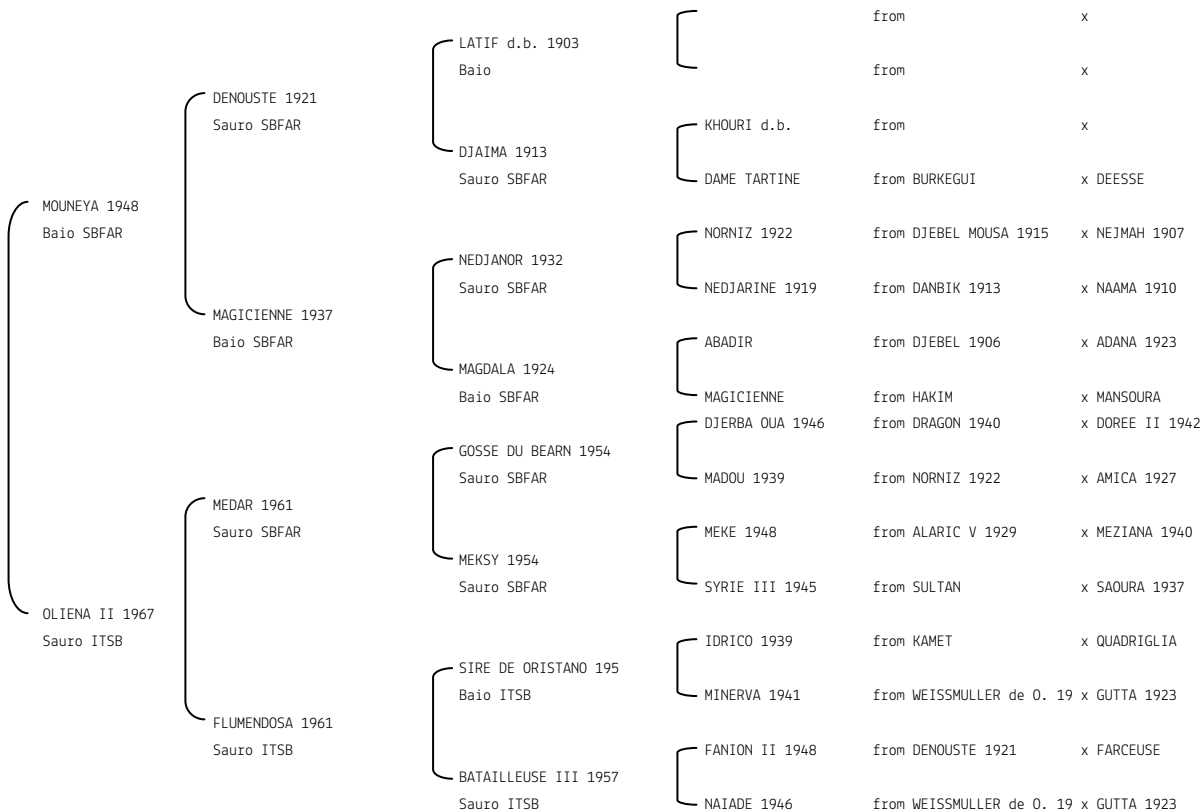 from x
LATIF d.b. 1903
Baio from x
DENOUSTE 1921
Sauro SBFAR KHOURI d.b. from x
DJAIMA 1913
Sauro SBFAR DAME TARTINE from BURKEGUI x DEESSE
MOUNEYA 1948
Baio SBFAR NORNIZ 1922 from DJEBEL MOUSA 1915 x NEJMAH 1907
NEDJANOR 1932
Sauro SBFAR NEDJARINE 1919 from DANBIK 1913 x NAAMA 1910
MAGICIENNE 1937
Baio SBFAR ABADIR from DJEBEL 1906 x ADANA 1923
MAGDALA 1924
Baio SBFAR MAGICIENNE from HAKIM x MANSOURA
DJERBA OUA 1946 from DRAGON 1940 x DOREE II 1942
GOSSE DU BEARN 1954
Sauro SBFAR MADOU 1939 from NORNIZ 1922 x AMICA 1927
MEDAR 1961
Sauro SBFAR MEKE 1948 from ALARIC V 1929 x MEZIANA 1940
MEKSY 1954
Sauro SBFAR SYRIE III 1945 from SULTAN x SAOURA 1937
OLIENA II 1967
Sauro ITSB IDRICO 1939 from KAMET x QUADRIGLIA
SIRE DE ORISTANO 195
Baio ITSB MINERVA 1941 from WEISSMULLER de O. 19 x GUTTA 1923
FLUMENDOSA 1961
Sauro ITSB FANION II 1948 from DENOUSTE 1921 x FARCEUSE
BATAILLEUSE III 1957
Sauro ITSB NAIADE 1946 from WEISSMULLER de O. 19 x GUTTA 1923